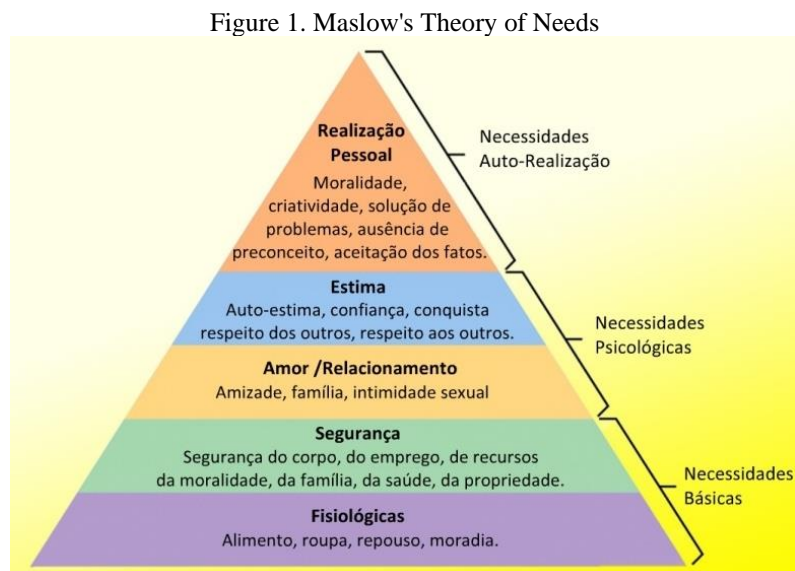 Figure 1. Maslow's Theory of Needs
Realização
Pessoal
Moralidade,
criatividade, solução de
problemas, ausência de
preconceito, aceitação dos fatos.
Necessidades
Auto-Realização
Estima
Auto-estima, confiança, conquista
respeito dos outros, respeito aos outros.
Amor /Relacionamento
Amizade, família, intimidade sexual
Necessidades
Psicológicas
Segurança
Segurança do corpo, do emprego, de recursos
da moralidade, da família, da saúde, da propriedade.
Fisiológicas
Alimento, roupa, repouso, moradia.
Necessidades
Básicas